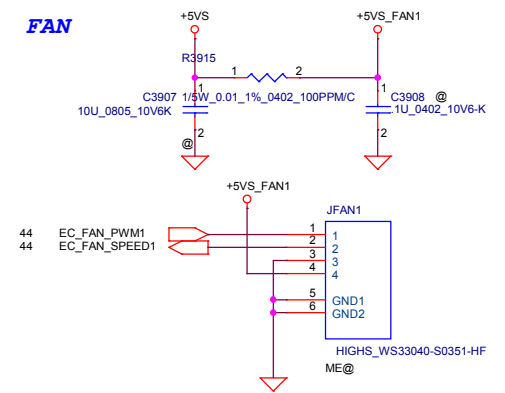 FAN
+5VS
+5VS_FAN1
R3915
1
2
1
1
C3907
1/5W_0.01_1%_0402_100PPM/C
C3908
@
10U_0805_10V6K
.1U_0402_10V6-K
2
2
@
+5VS_FAN1
JFAN1
44 EC_FAN_PWM1
1
1
44 EC_FAN_SPEED1
2
2
3
3
4
4
5
GND1
6
GND2
HIGHS_WS33040-S0351-HF
ME@